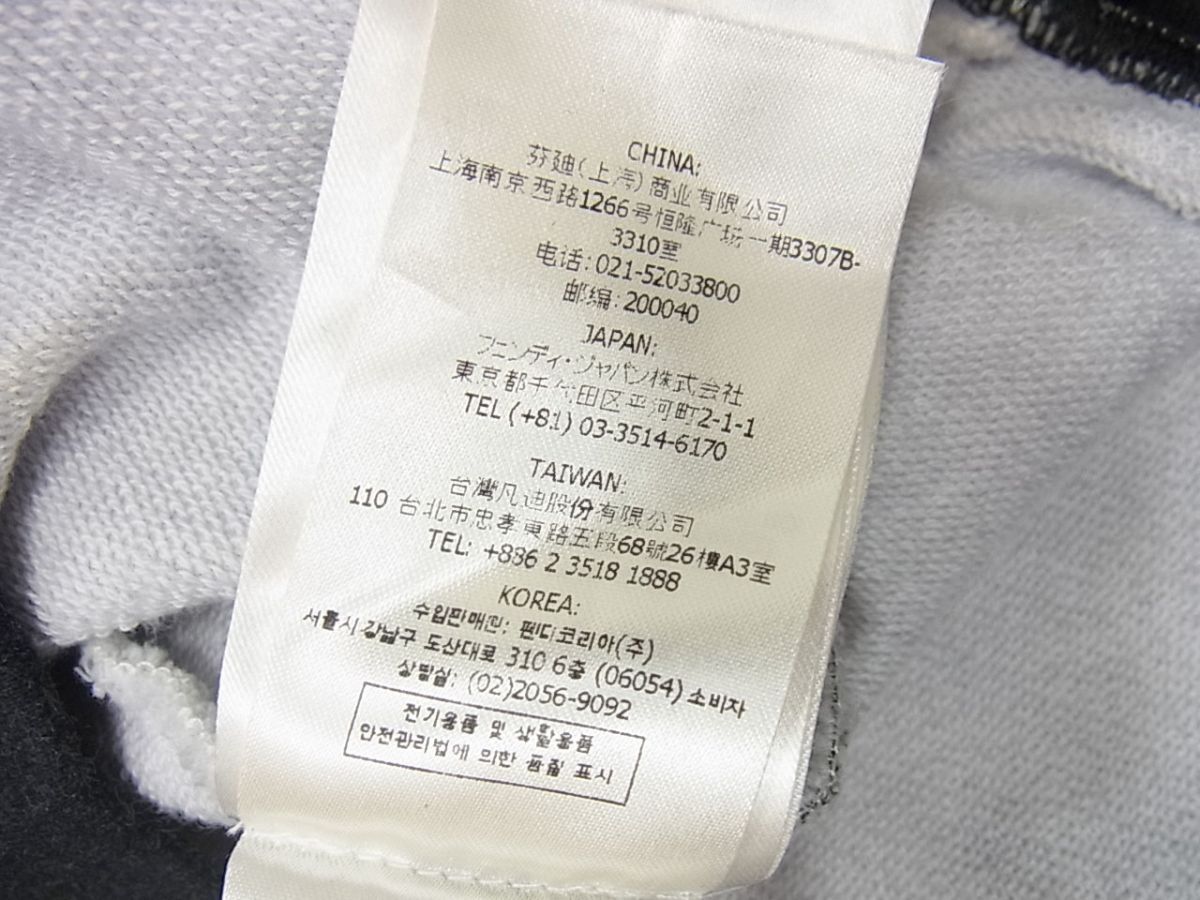 CHINA:
芬迪(上海)商业有限公司
上海南京西路1266号恒隆广场一期3307B-
3310室
电话:021-52033800
邮编:200040
JAPAN:
フェンディ・ジャパン株式会社
東京都千代田区平河町2-1-1
TEL (+81) 03-3514-6170
TAIWAN:
台灣凡迪股份有限公司
110 台北市忠孝東路五段68號26樓A3室
TEL: +886 2 3518 1888
KOREA:
수입판매원: 펜디코리아(주)
서울시 강남구 도산대로 310 6층 (06054) 소비자
상담실: (02)2056-9092
전기용품 및 생활용품
안전관리법에 의한 품질 표시